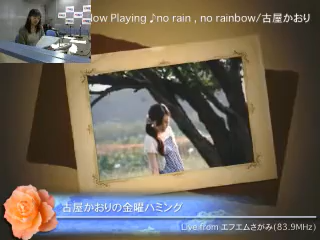 Now Playing ♪no rain , no rainbow/古屋かおり
古屋かおりの金曜ハミング
Live from エフエムさがみ(83.9MHz)